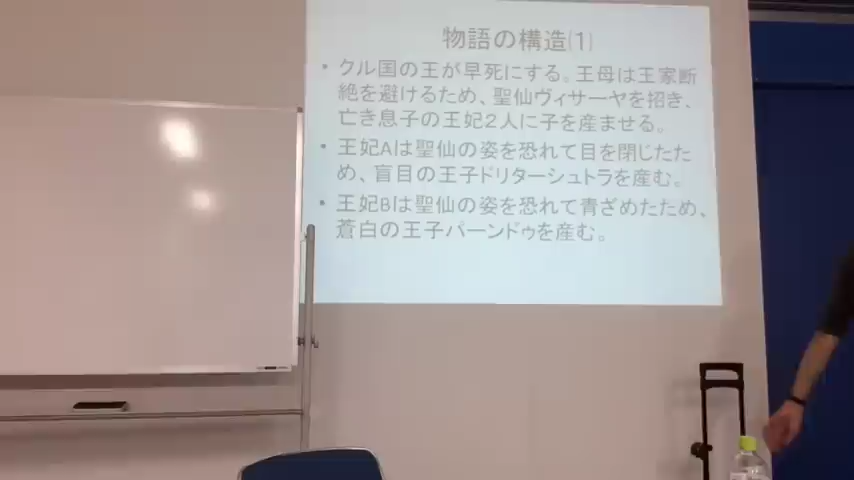 物語の構造(1)
• クル国の王が早死にする。王母は王家断
絶を避けるため、聖仙ヴィサーヤを招き、
亡き息子の王妃2人に子を産ませる。
• 王妃Aは聖仙の姿を恐れて目を閉じたた
め、盲目の王子ドリターシュトラを産む。
• 王妃Bは聖仙の姿を恐れて青ざめたため、
蒼白の王子パーンドゥを産む。